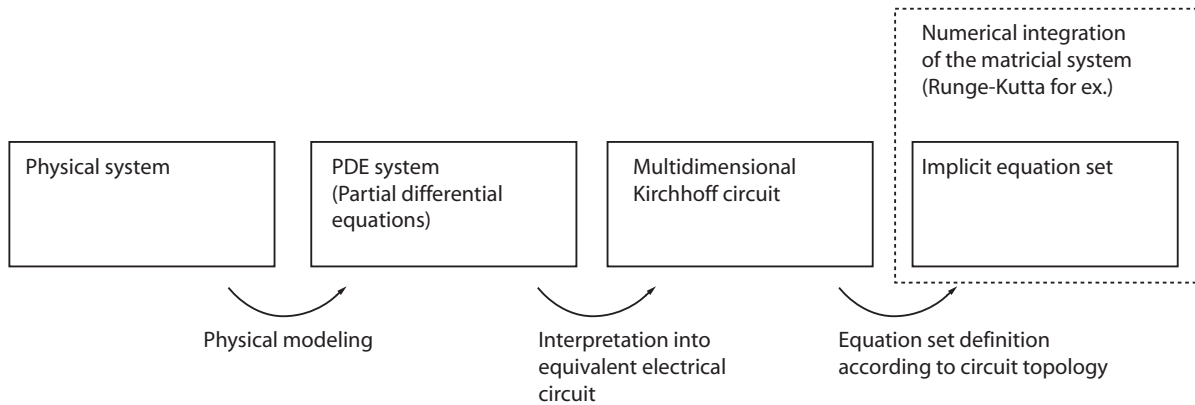 Numerical integration
of the matricial system
(Runge-Kutta for ex.)
Physical system
PDE system
(Partial differential
equations)
Multidimensional
Kirchhoff circuit
Implicit equation set
Physical modeling
Interpretation into
equivalent electrical
circuit
Equation set definition
according to circuit topology